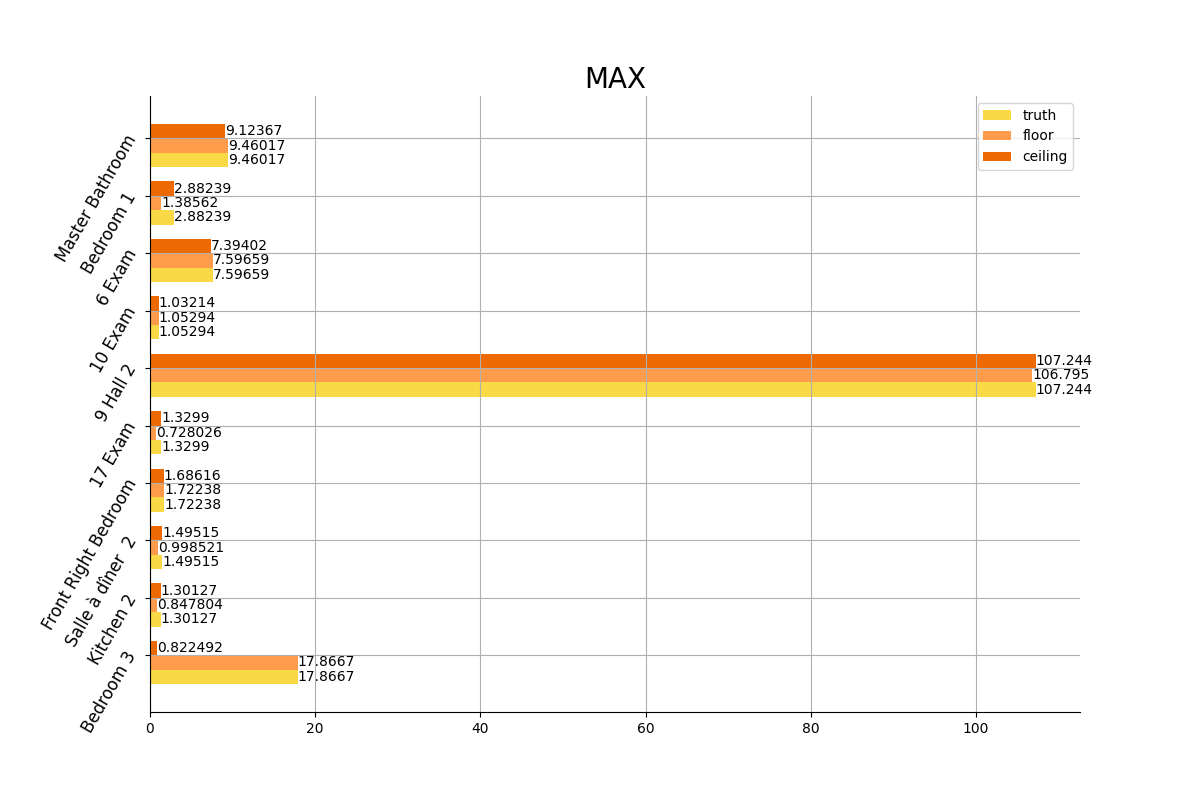 MAX
truth
floor
ceiling
Master Bathroom
9.12367
9.46017
9.46017
Bedroom 1
2.88239
1.38562
2.88239
6 Exam
7.39402
7.59659
7.59659
10 Exam
1.03214
1.05294
1.05294
9 Hall 2
107.244
106.795
107.244
17 Exam
1.3299
0.728026
1.3299
Front Right Bedroom
1.68616
1.72238
1.72238
Salle à dîner  2
1.49515
0.998521
1.49515
Kitchen 2
1.30127
0.847804
1.30127
Bedroom 3
0.822492
17.8667
17.8667
0 20 40 60 80 100